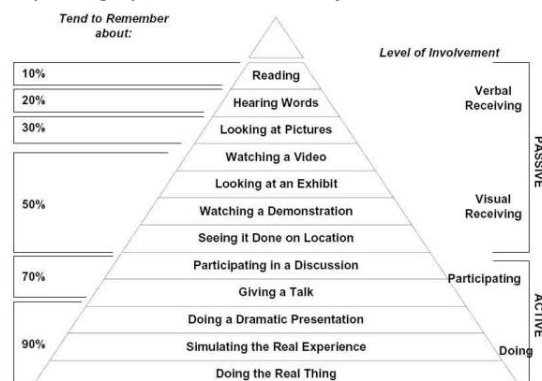 Tend to Remember
about:
Level of Involvement
10%
Reading
Verbal
Receiving
20%
Hearing Words
30%
Looking at Pictures
PASSIVE
Watching a Video
50%
Looking at an Exhibit
Visual
Receiving
Watching a Demonstration
Seeing it Done on Location
70%
Participating in a Discussion
Participating
Giving a Talk
ACTIVE
90%
Doing a Dramatic Presentation
Simulating the Real Experience
Doing
Doing the Real Thing